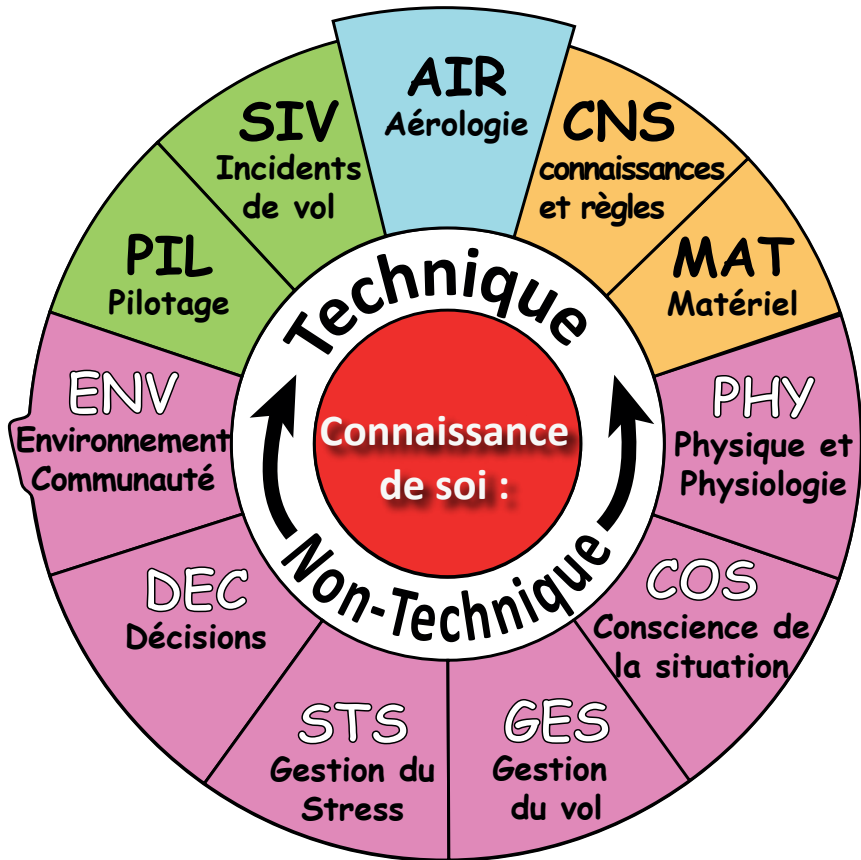 AIR
Aérologie
CNS
connaissances
et règles
MAT
Matériel
PHY
Physique et
Physiologie
COS
Conscience de
la situation
GES
Gestion
du vol
STS
Gestion du
Stress
DEC
Décisions
ENV
Environnement
Communauté
PIL
Pilotage
SIV
Incidents
de vol
Technique
Connaissance
de soi :
Non-Technique